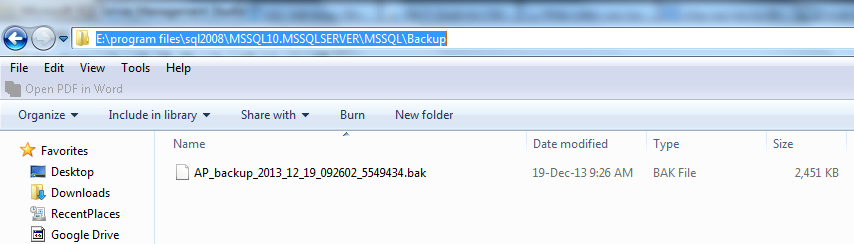 E:\program files\sql2008\MSSQL10.MSSQLSERVER\MSSQL\Backup
File Edit View Tools Help
Open PDF in Word
Organize Include in library Share with Burn New folder
Favorites
Desktop
Downloads
RecentPlaces
Google Drive
Name Date modified Type Size
AP_backup_2013_12_19_092602_5549434.bak 19-Dec-13 9:26 AM BAK File 2,451 KB